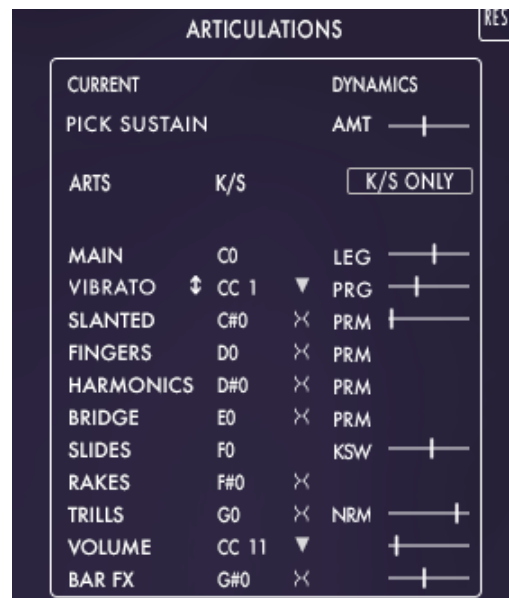 ARTICULATIONS RES
CURRENT DYNAMICS
PICK SUSTAIN AMT
ARTS K/S K/S ONLY
MAIN C0 LEG
VIBRATO CC 1 PRG
SLANTED C#0 PRM
FINGERS D0 PRM
HARMONICS D#0 PRM
BRIDGE E0 PRM
SLIDES F0 KSW
RAKES F#0
TRILLS G0 NRM
VOLUME CC 11
BAR FX G#0